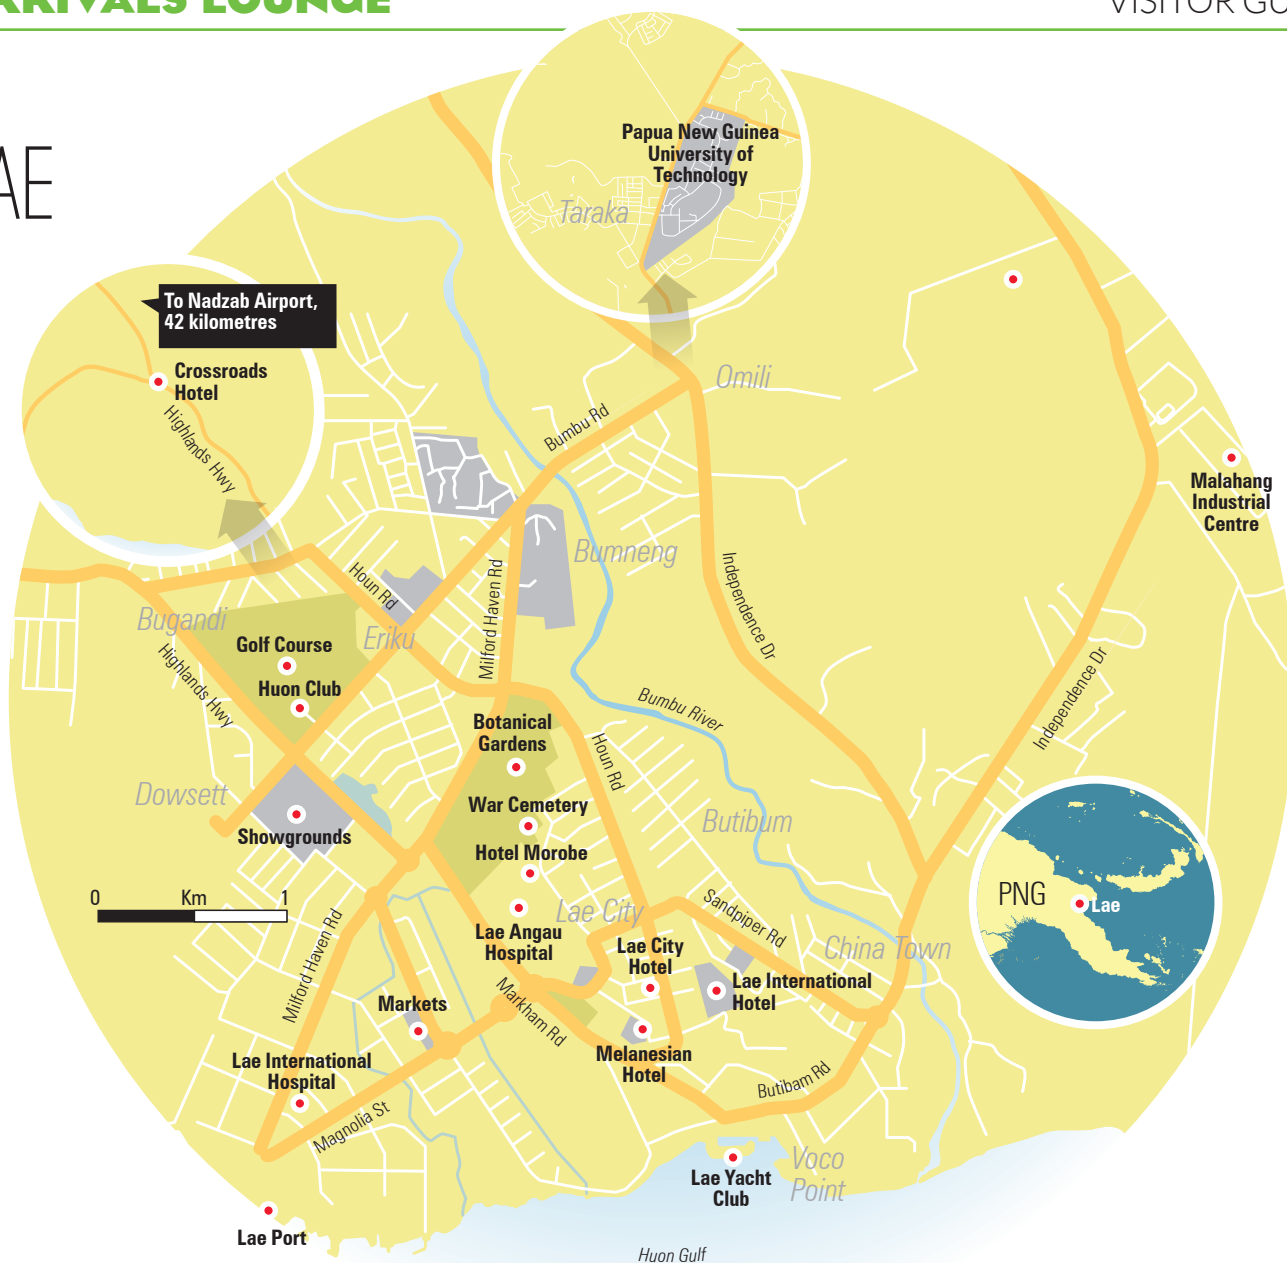 ARRIVALS LOUNGE
VISITOR GU
AE
Papua New Guinea
University of
Technology
Taraka
To Nadzab Airport,
42 kilometres
Crossroads
Hotel
Highlands Hwy
Omili
Bumbu Rd
Malahang
Industrial
Centre
Bumneng
Houn Rd
Milford Haven Rd
Independence Dr
Bugandi
Eriku
Golf Course
Huon Club
Highlands Hwy
Bumbu River
Independence Dr
Botanical
Gardens
Houn Rd
Dowsett
War Cemetery
Butibum
Showgrounds
Hotel Morobe
0 Km 1
PNG
Lae
Lae City
Sandpiper Rd
Lae Angau
Hospital
Milford Haven Rd
Lae City
Hotel
China Town
Lae International
Hotel
Markets
Markham Rd
Melanesian
Hotel
Lae International
Hospital
Butibam Rd
Magnolia St
Voco
Point
Lae Yacht
Club
Lae Port
Huon Gulf